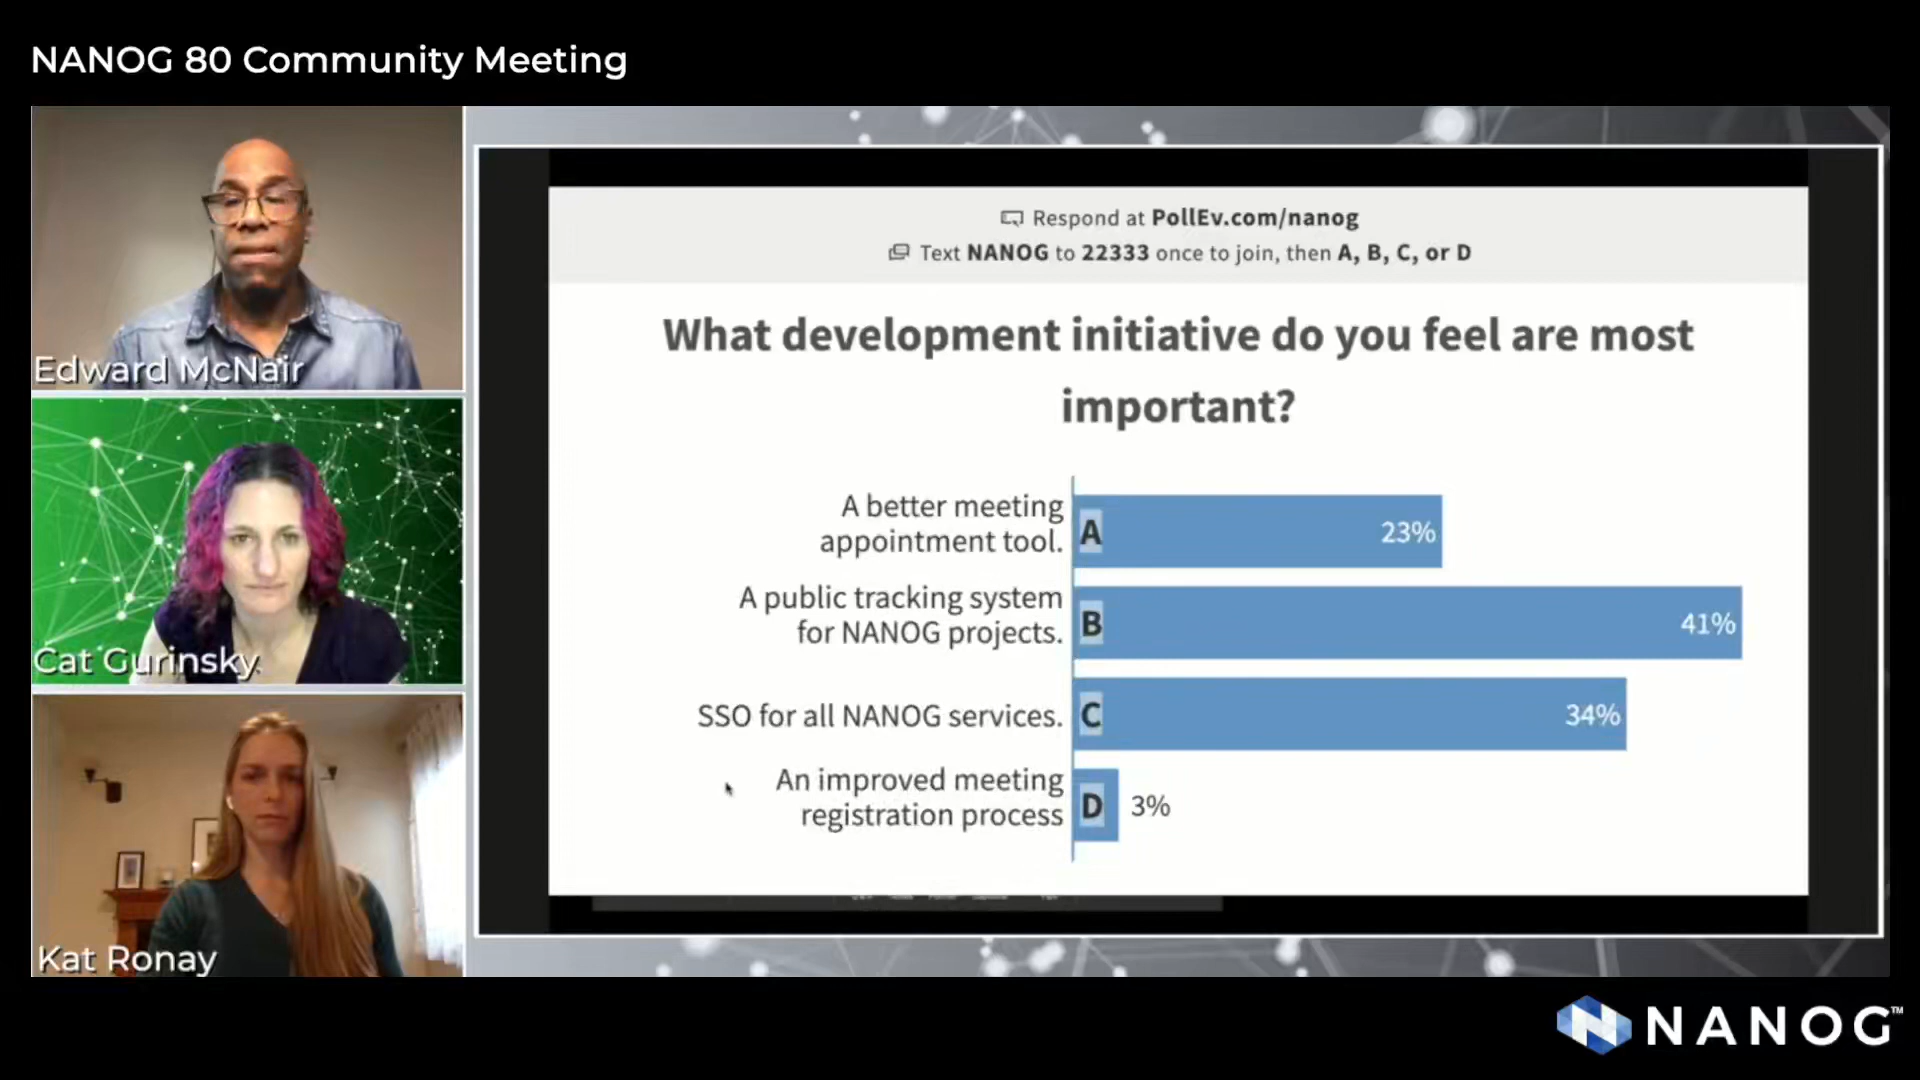 NANOG 80 Community Meeting
Edward McNair
Cat Gurinsky
Kat Ronay
Respond at PollEv.com/nanog
Text NANOG to 22333 once to join, then A, B, C, or D
What development initiative do you feel are most
important?
A better meeting
appointment tool.
A
23%
A public tracking system
for NANOG projects.
B
41%
SSO for all NANOG services.
C
34%
An improved meeting
registration process
D
3%
NANOG™